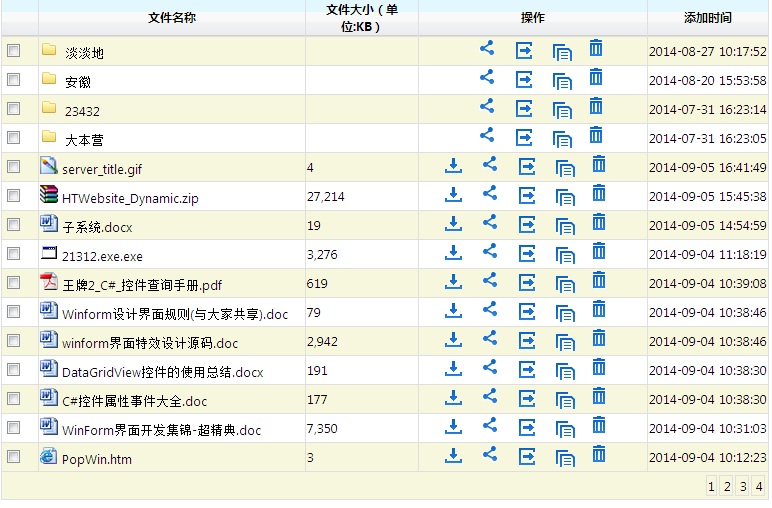 文件名称 文件大小（单位:KB） 操作 添加时间
淡淡地 2014-08-27 10:17:52
安徽 2014-08-20 15:53:58
23432 2014-07-31 16:23:14
大本营 2014-07-31 16:23:05
server_title.gif 4 2014-09-05 16:41:49
HTWebsite_Dynamic.zip 27,214 2014-09-05 15:45:38
子系统.docx 19 2014-09-05 14:54:59
21312.exe.exe 3,276 2014-09-04 11:18:19
王牌2_C#_控件查询手册.pdf 619 2014-09-04 10:39:08
Winform设计界面规则(与大家共享).doc 79 2014-09-04 10:38:46
winform界面特效设计源码.doc 2,942 2014-09-04 10:38:46
DataGridView控件的使用总结.docx 191 2014-09-04 10:38:30
C#控件属性事件大全.doc 177 2014-09-04 10:38:30
WinForm界面开发集锦-超精典.doc 7,350 2014-09-04 10:31:03
PopWin.htm 3 2014-09-04 10:12:23
1 2 3 4